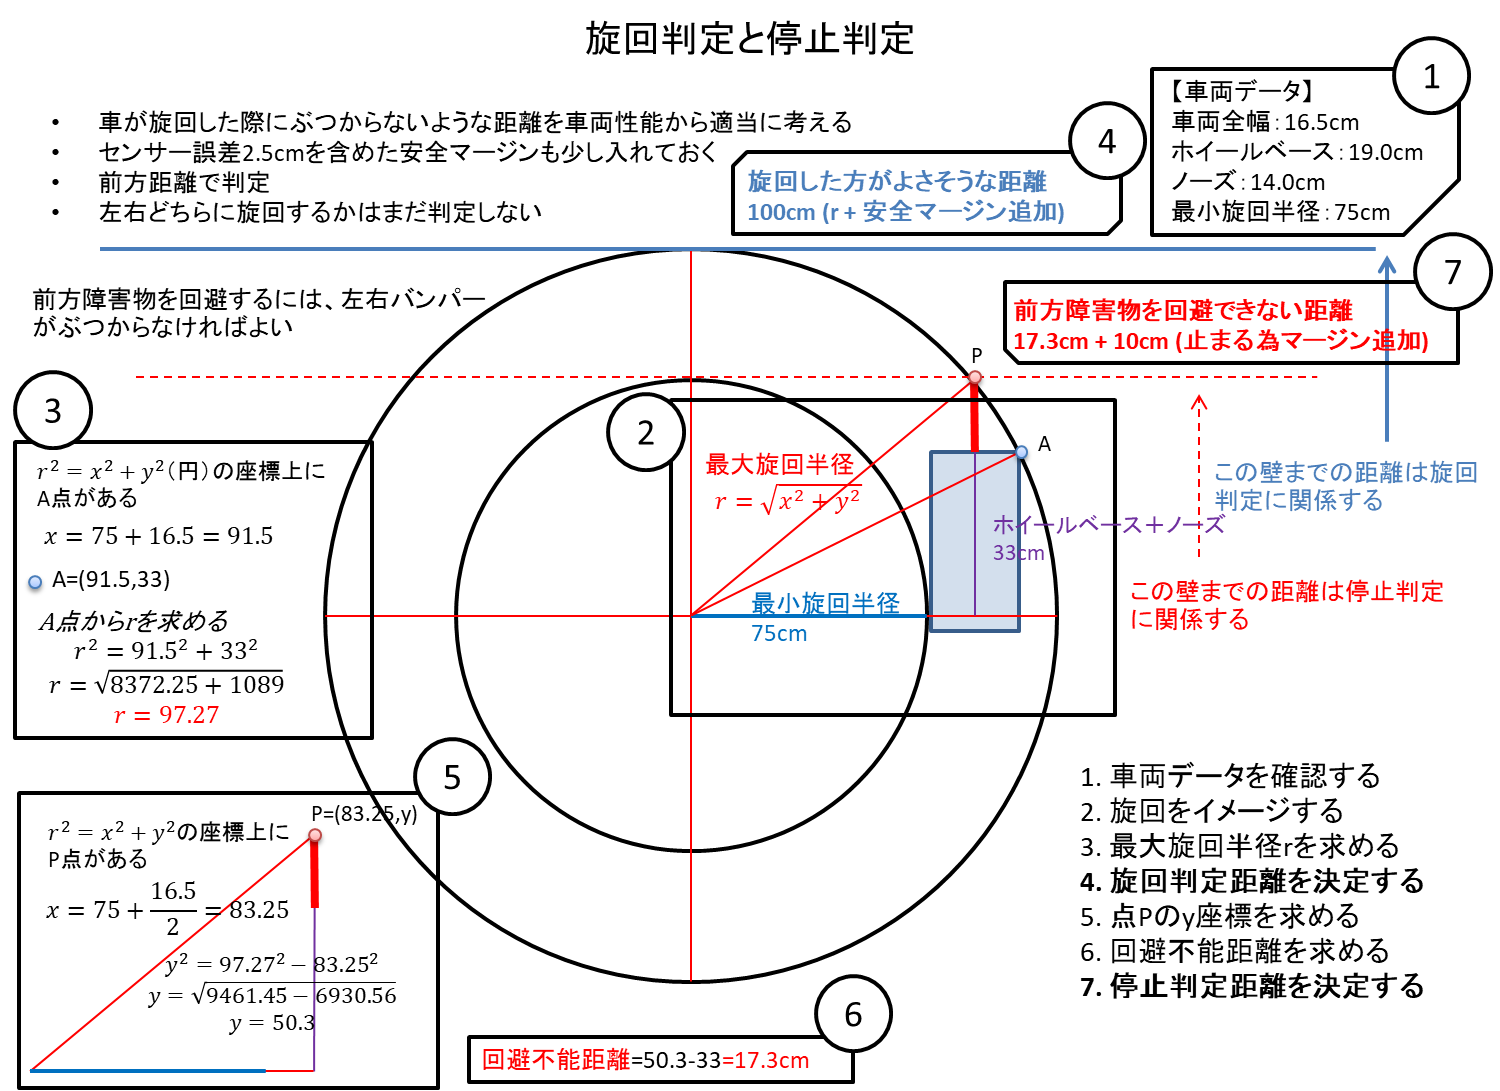 旋回判定と停止判定
• 車が旋回した際にぶつからないような距離を車両性能から適当に考える
• センサー誤差2.5cmを含めた安全マージンも少し入れておく
• 前方距離で判定
• 左右どちらに旋回するかはまだ判定しない
1
【車両データ】
車両全幅：16.5cm
ホイールベース：19.0cm
ノーズ：14.0cm
最小旋回半径：75cm
4
旋回した方がよさそうな距離
100cm (r + 安全マージン追加)
7
前方障害物を回避できない距離
17.3cm + 10cm (止まる為マージン追加)
前方障害物を回避するには、左右バンパー
がぶつからなければよい
P
A
2
最大旋回半径
r = √x² + y²
ホイールベース＋ノーズ
33cm
最小旋回半径
75cm
この壁までの距離は旋回
判定に関係する
この壁までの距離は停止判定
に関係する
3
r² = x² + y²（円）の座標上に
A点がある
x = 75 + 16.5 = 91.5
A=(91.5,33)
A点からrを求める
r² = 91.5² + 33²
r = √8372.25 + 1089
r = 97.27
5
P=(83.25,y)
r² = x² + y²の座標上に
P点がある
x = 75 + 16.5/2 = 83.25
y² = 97.27² − 83.25²
y = √9461.45 − 6930.56
y = 50.3
6
回避不能距離=50.3-33=17.3cm
1. 車両データを確認する
2. 旋回をイメージする
3. 最大旋回半径rを求める
4. 旋回判定距離を決定する
5. 点Pのy座標を求める
6. 回避不能距離を求める
7. 停止判定距離を決定する